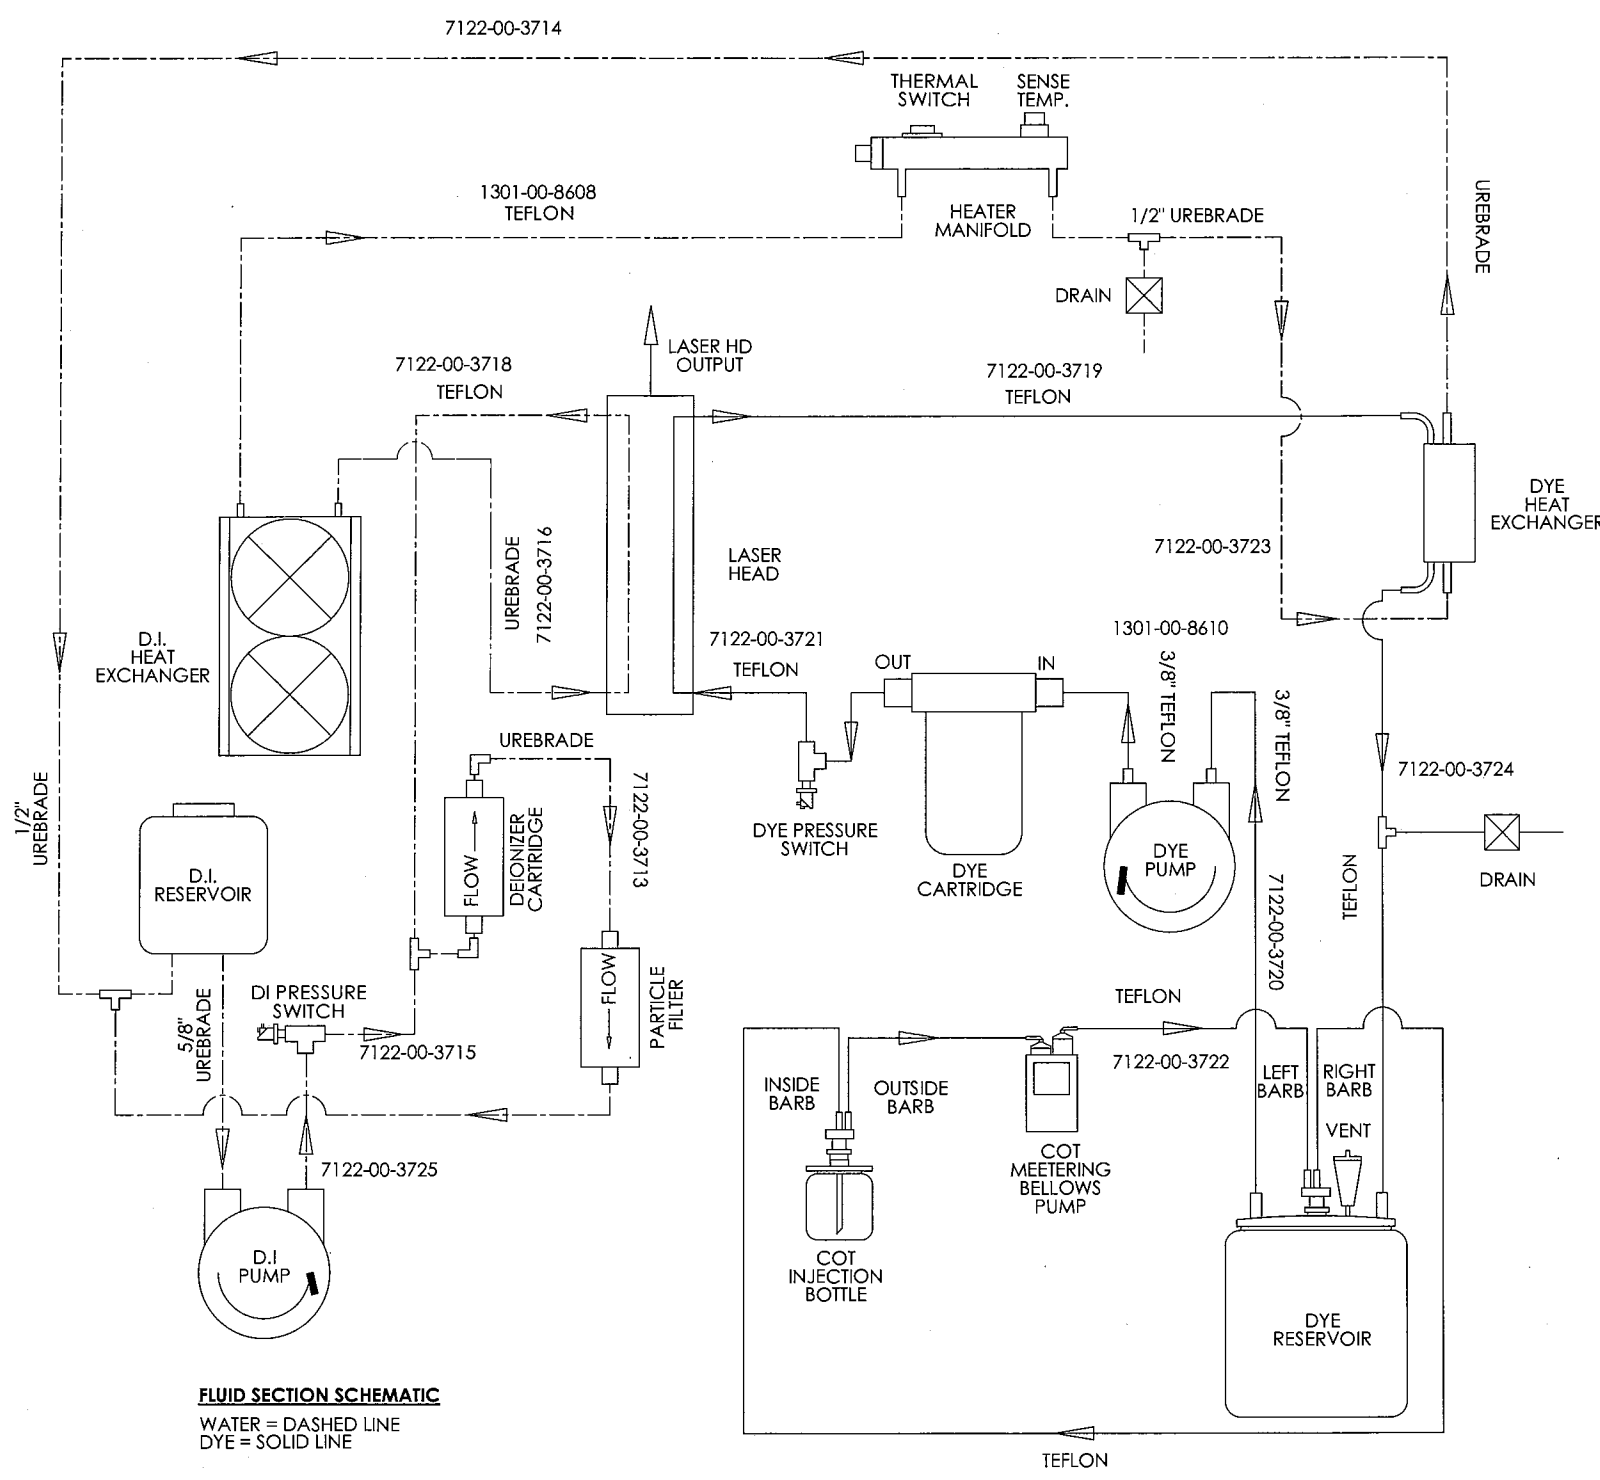 7122-00-3714
THERMAL
SWITCH
SENSE
TEMP.
1301-00-8608
TEFLON
HEATER
MANIFOLD
1/2" UREBRADE
UREBRADE
DRAIN
LASER HD
OUTPUT
7122-00-3718
TEFLON
7122-00-3719
TEFLON
DYE
HEAT
EXCHANGER
UREBRADE
7122-00-3716
LASER
HEAD
7122-00-3723
D.I.
HEAT
EXCHANGER
7122-00-3721
TEFLON
OUT
IN
1301-00-8610
3/8" TEFLON
3/8" TEFLON
UREBRADE
7122-00-3713
7122-00-3724
1/2"
UREBRADE
D.I.
RESERVOIR
FLOW
DEIONIZER
CARTRIDGE
DYE PRESSURE
SWITCH
DYE
CARTRIDGE
DYE
PUMP
TEFLON
DRAIN
7122-00-3720
DI PRESSURE
SWITCH
5/8"
UREBRADE
7122-00-3715
FLOW
PARTICLE
FILTER
TEFLON
7122-00-3722
INSIDE
BARB
OUTSIDE
BARB
LEFT
BARB
RIGHT
BARB
VENT
COT
MEETERING
BELLOWS
PUMP
7122-00-3725
D.I
PUMP
COT
INJECTION
BOTTLE
DYE
RESERVOIR
FLUID SECTION SCHEMATIC
WATER = DASHED LINE
DYE = SOLID LINE
TEFLON